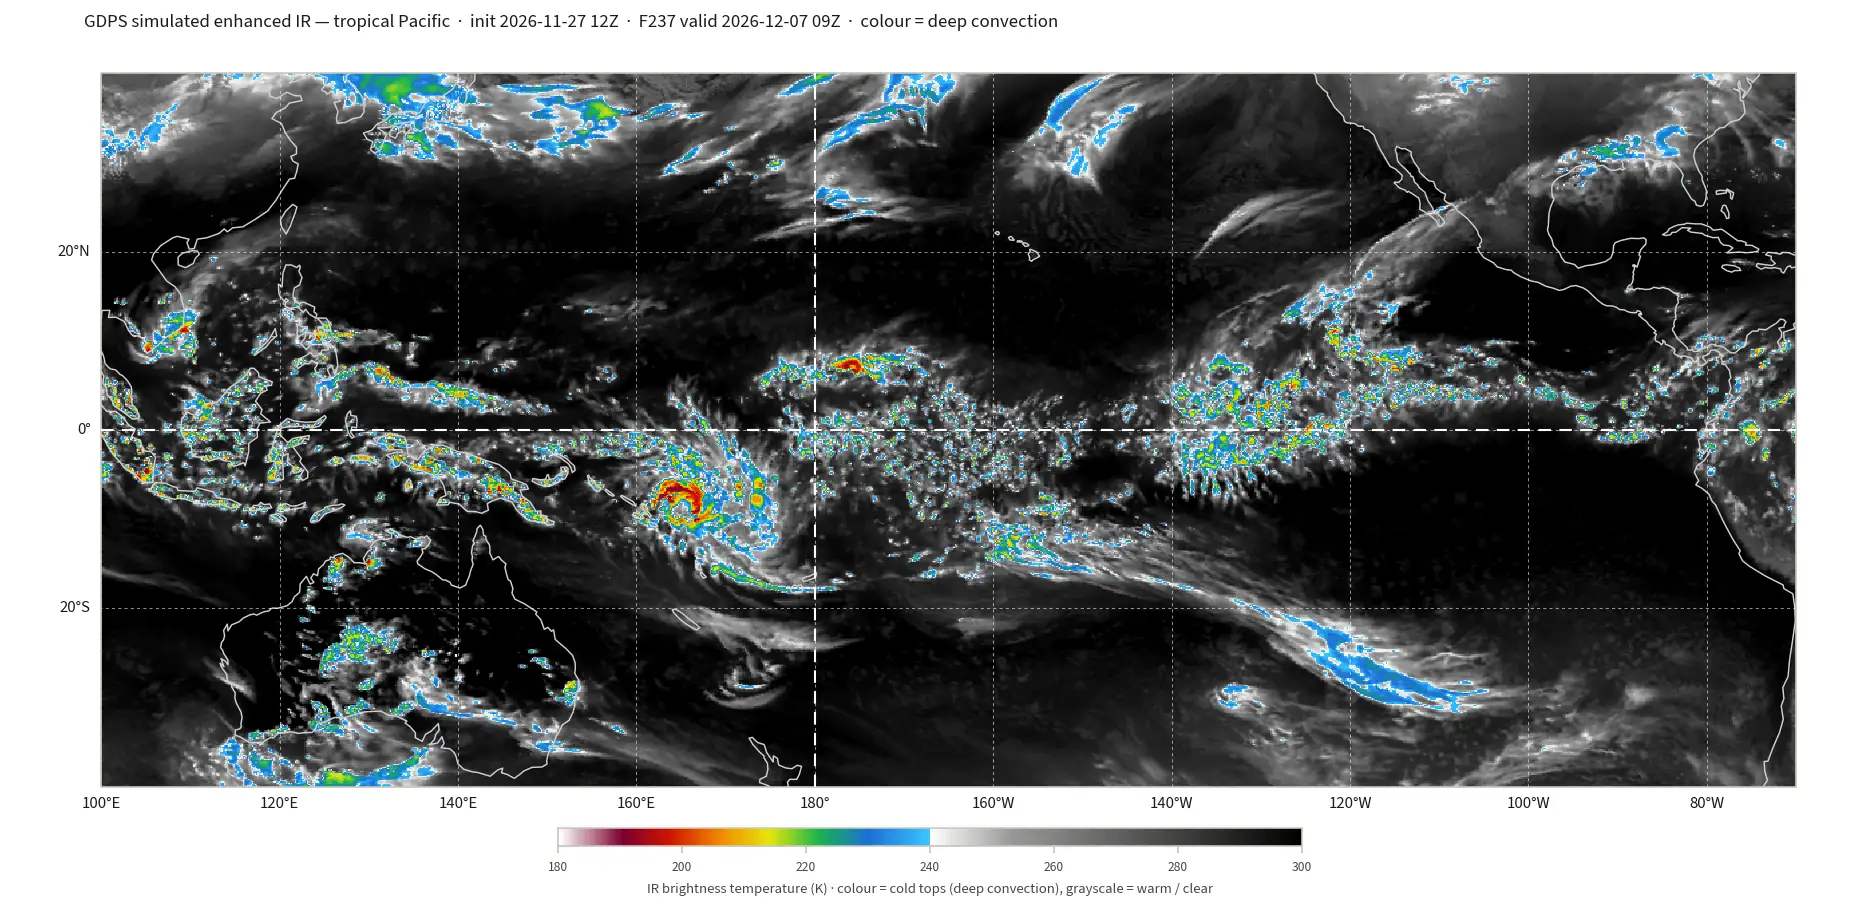 GDPS simulated enhanced IR — tropical Pacific · init 2026-11-27 12Z · F237 valid 2026-12-07 09Z · colour = deep convection
20°N
0°
20°S
100°E 120°E 140°E 160°E 180° 160°W 140°W 120°W 100°W 80°W
180 200 220 240 260 280 300
IR brightness temperature (K) · colour = cold tops (deep convection), grayscale = warm / clear